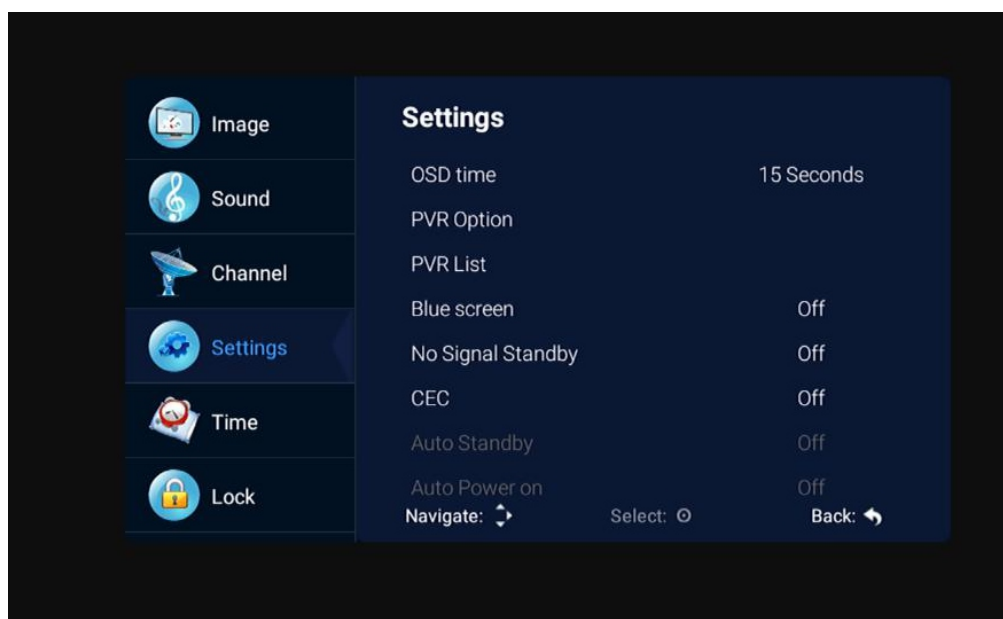 Image
Sound
Channel
Settings
Time
Lock
Settings
OSD time 15 Seconds
PVR Option
PVR List
Blue screen Off
No Signal Standby Off
CEC Off
Auto Standby Off
Auto Power on Off
Navigate: Select: Back: